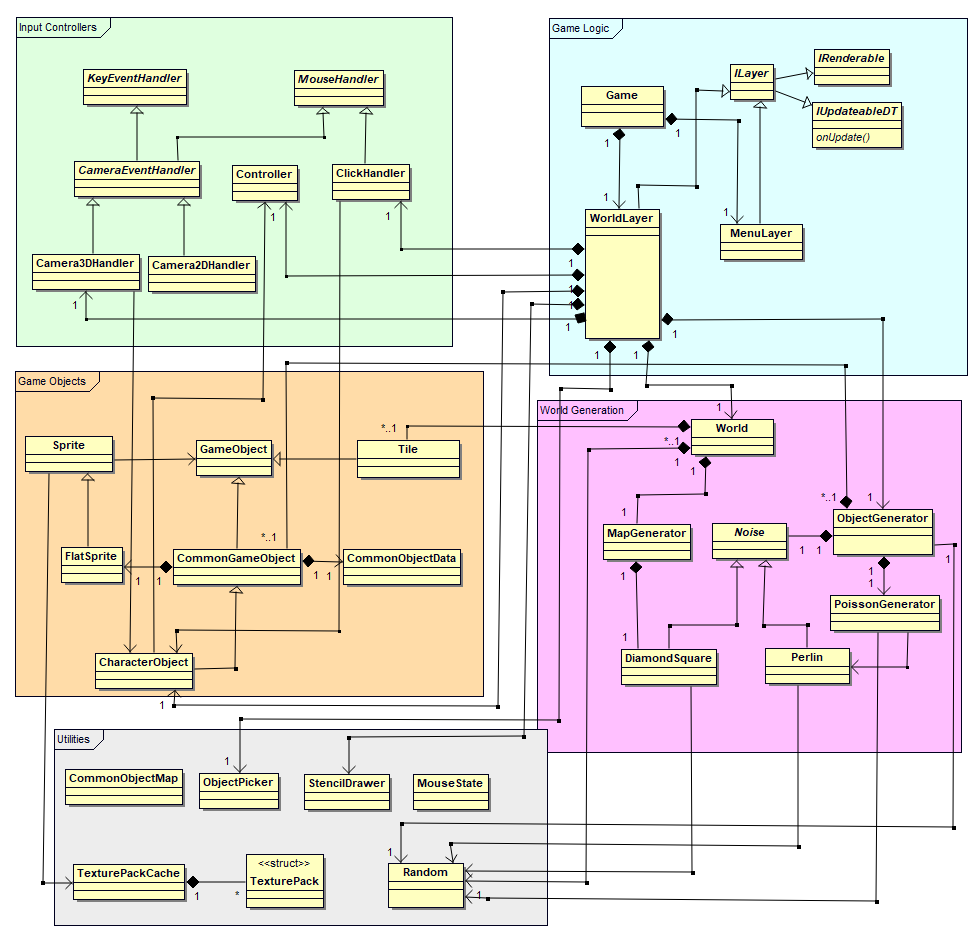 Input Controllers
KeyEventHandler
MouseHandler
CameraEventHandler
Controller
ClickHandler
1
1
Camera3DHandler
Camera2DHandler
1
Game Logic
IRenderable
ILayer
Game
IUpdateableDT
onUpdate()
1
1
1
1
WorldLayer
MenuLayer
1
1
1
1
1
1
1
1
Game Objects
Sprite
GameObject
*..1
Tile
*..1
FlatSprite
CommonGameObject
CommonObjectData
1
1
1
1
CharacterObject
1
World Generation
1
World
*..1
1
1
*..1
1
1
MapGenerator
Noise
ObjectGenerator
1
1
1
1
1
1
PoissonGenerator
1
DiamondSquare
Perlin
Utilities
1
CommonObjectMap
ObjectPicker
StencilDrawer
MouseState
1
TexturePackCache
<<struct>>
TexturePack
Random
1
*
1